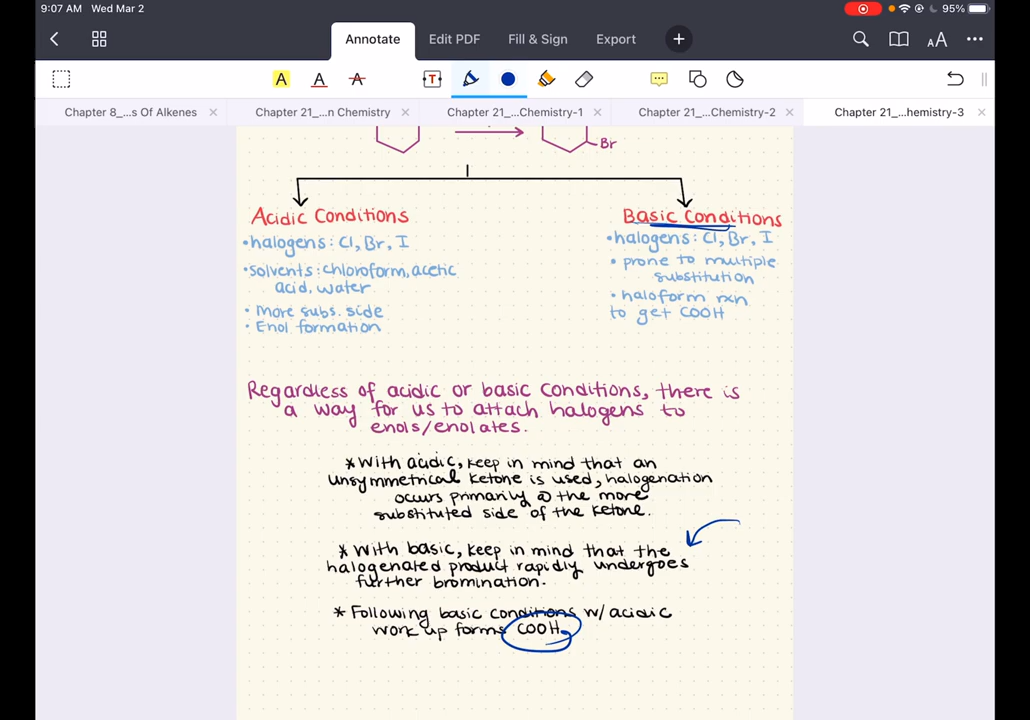 9:07 AM Wed Mar 2
95%
Annotate
Edit PDF
Fill & Sign
Export
Chapter 8_...s Of Alkenes
Chapter 21_...n Chemistry
Chapter 21_...Chemistry-1
Chapter 21_...Chemistry-2
Chapter 21_...hemistry-3
Br
Acidic Conditions
•halogens: Cl, Br, I
•solvents: chloroform, acetic
acid, water
• More subs. side
• Enol formation
Basic Conditions
•halogens: Cl, Br, I
• prone to multiple
substitution
• haloform rxn
to get COOH
Regardless of acidic or basic conditions, there is
a way for us to attach halogens to
enols/enolates.
*With acidic, keep in mind that an
unsymmetrical ketone is used, halogenation
occurs primarily @ the more
substituted side of the ketone.
* With basic, keep in mind that the
halogenated product rapidly undergoes
further bromination.
* Following basic conditions w/acidic
work up forms COOH.